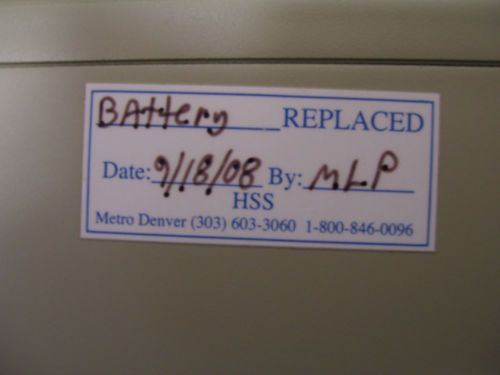 BAttery REPLACED
Date: 9/18/08 By: MLP
HSS
Metro Denver (303) 603-3060 1-800-846-0096